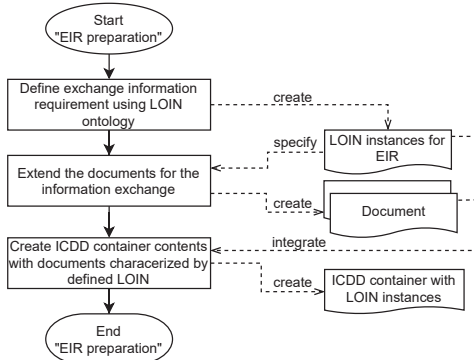 Start
"EIR preparation"
Define exchange information
requirement using LOIN
ontology
create
specify
LOIN instances for
EIR
Extend the documents for the
information exchange
create
Document
integrate
Create ICDD container contents
with documents characerized by
defined LOIN
create
ICDD container with
LOIN instances
End
"EIR preparation"